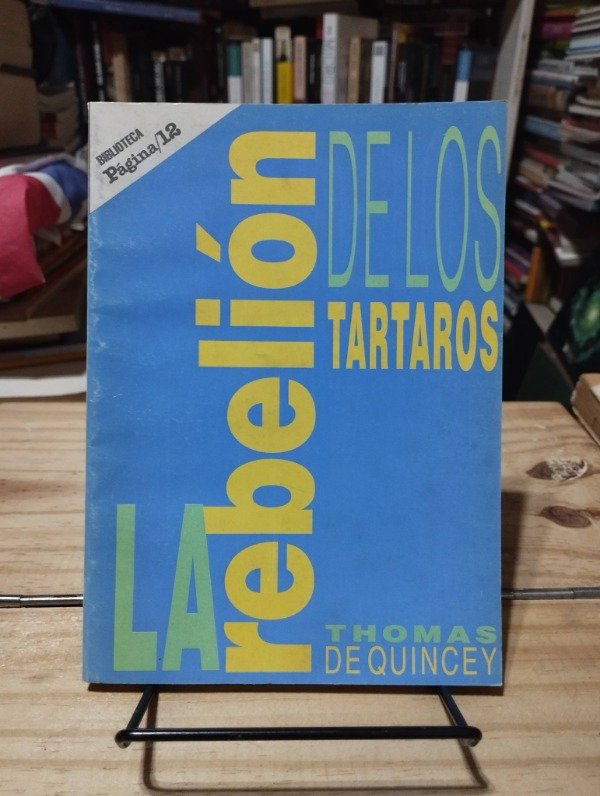 BIBLIOTECA
Página/12
LA
rebelión
DE LOS
TARTAROS
THOMAS
DE QUINCEY